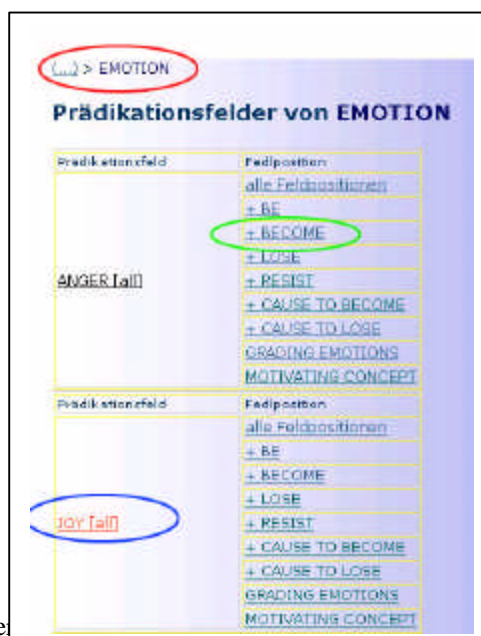 (...) > EMOTION
Prädikationsfelder von EMOTION
Prädikationsfeld Fedlposition
alle Feldpositionen
+ BE
+ BECOME
+ LOSE
ANGER [all] + RESIST
+ CAUSE TO BECOME
+ CAUSE TO LOSE
GRADING EMOTIONS
MOTIVATING CONCEPT
Prädikationsfeld Fedlposition
alle Feldpositionen
+ BE
+ BECOME
+ LOSE
JOY [all] + RESIST
+ CAUSE TO BECOME
+ CAUSE TO LOSE
GRADING EMOTIONS
MOTIVATING CONCEPT